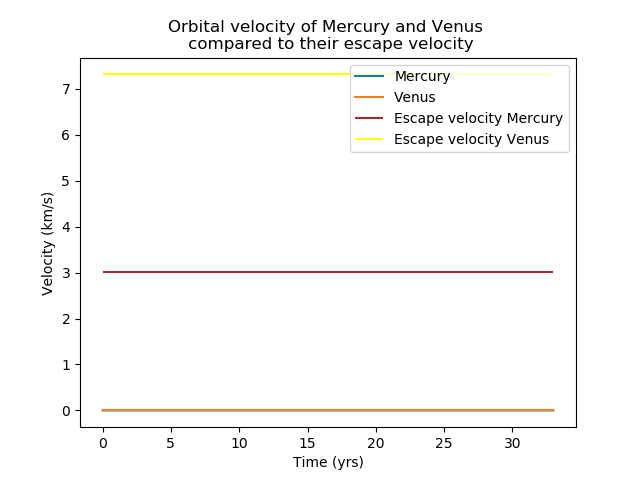 Orbital velocity of Mercury and Venus
compared to their escape velocity
Mercury
Venus
Escape velocity Mercury
Escape velocity Venus
Velocity (km/s)
7
6
5
4
3
2
1
0
0 5 10 15 20 25 30
Time (yrs)